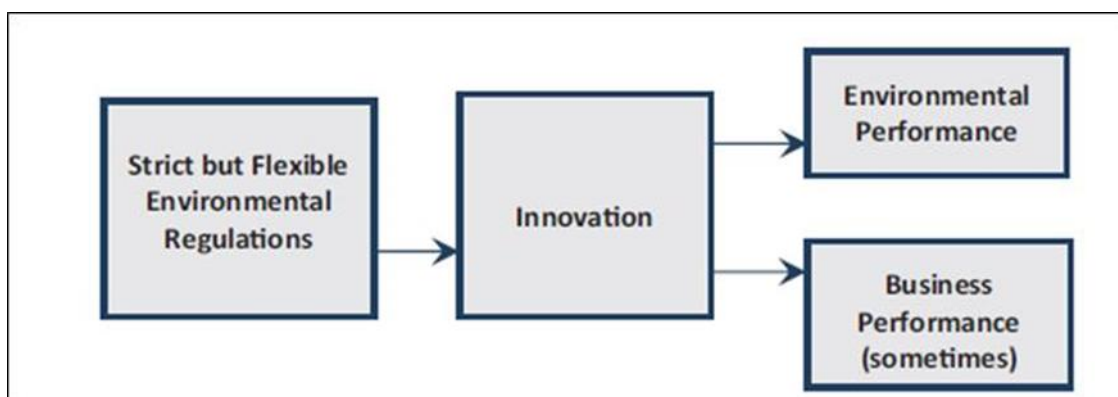 Strict but Flexible
Environmental
Regulations
Innovation
Environmental
Performance
Business
Performance
(sometimes)